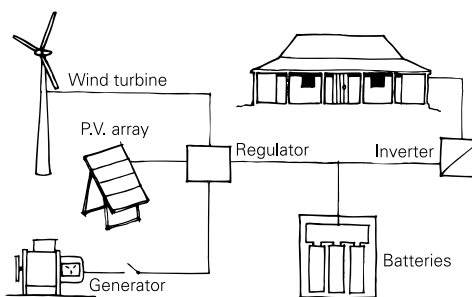 Wind turbine
P.V. array
Regulator
Inverter
Batteries
Generator